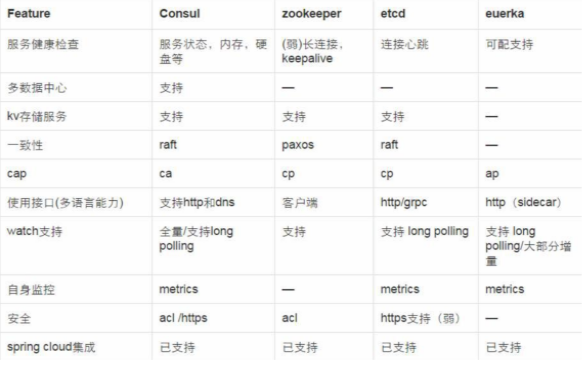 Feature Consul zookeeper etcd euerka
服务健康检查 服务状态，内存，硬盘等 (弱)长连接，keepalive 连接心跳 可配支持
多数据中心 支持 — — —
kv存储服务 支持 支持 支持 —
一致性 raft paxos raft —
cap ca cp cp ap
使用接口(多语言能力) 支持http和dns 客户端 http/grpc http（sidecar）
watch支持 全量/支持long polling 支持 支持 long polling 支持 long polling/大部分增量
自身监控 metrics — metrics metrics
安全 acl /https acl https支持（弱） —
spring cloud集成 已支持 已支持 已支持 已支持